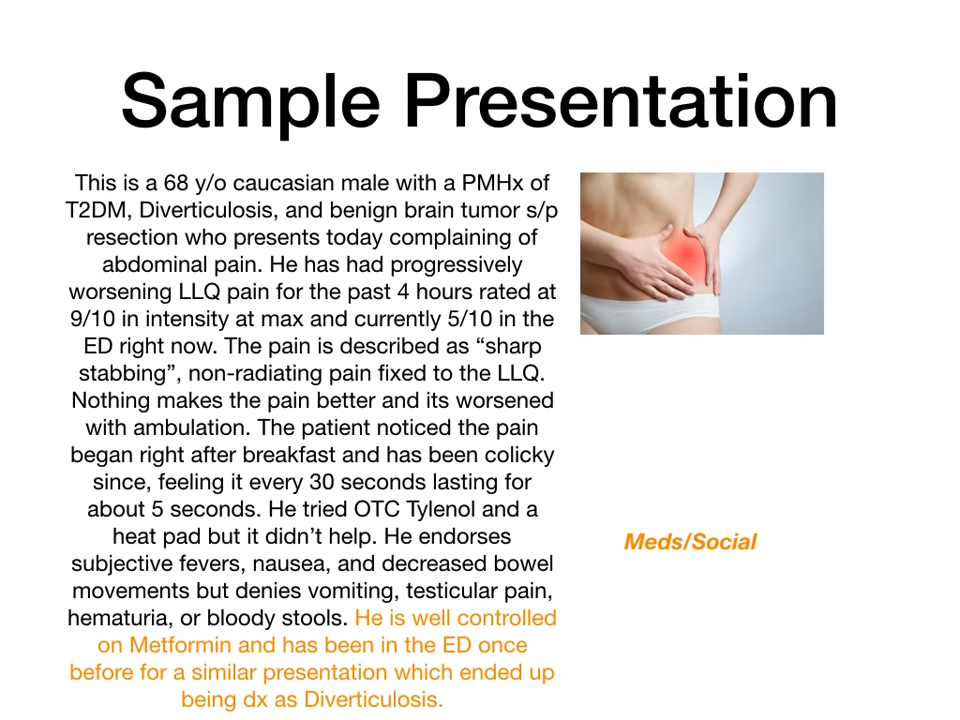 Sample Presentation
This is a 68 y/o caucasian male with a PMHx of
T2DM, Diverticulosis, and benign brain tumor s/p
resection who presents today complaining of
abdominal pain. He has had progressively
worsening LLQ pain for the past 4 hours rated at
9/10 in intensity at max and currently 5/10 in the
ED right now. The pain is described as “sharp
stabbing”, non-radiating pain fixed to the LLQ.
Nothing makes the pain better and its worsened
with ambulation. The patient noticed the pain
began right after breakfast and has been colicky
since, feeling it every 30 seconds lasting for
about 5 seconds. He tried OTC Tylenol and a
heat pad but it didn’t help. He endorses
subjective fevers, nausea, and decreased bowel
movements but denies vomiting, testicular pain,
hematuria, or bloody stools. He is well controlled
on Metformin and has been in the ED once
before for a similar presentation which ended up
being dx as Diverticulosis.
Meds/Social